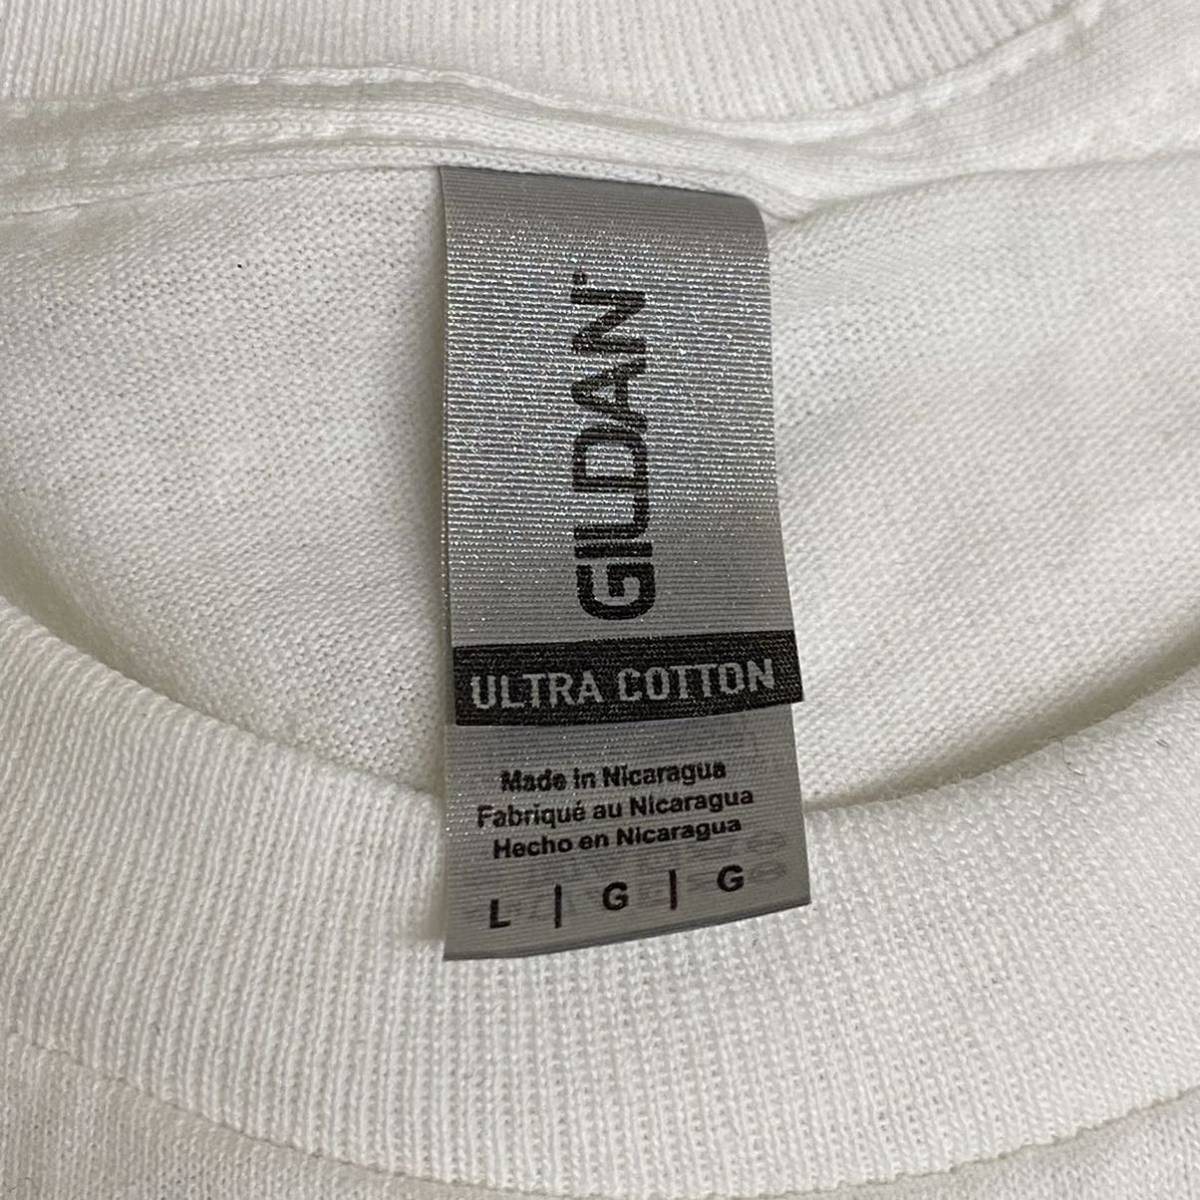 GILDAN
ULTRA COTTON
Made in Nicaragua
Fabriqué au Nicaragua
Hecho en Nicaragua
L | G | G